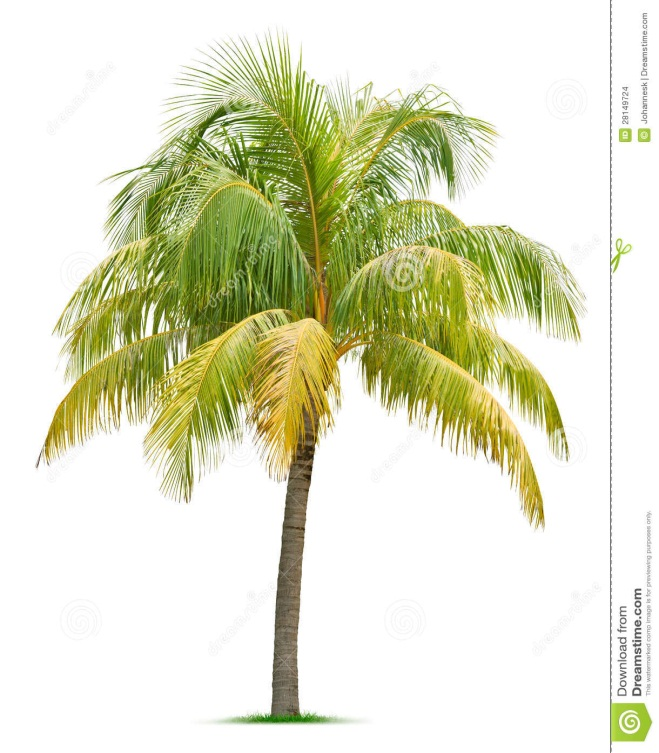 ID 28149724
© Johannesk | Dreamstime.com
Download from
Dreamstime.com
This watermarked comp image is for previewing purposes only.